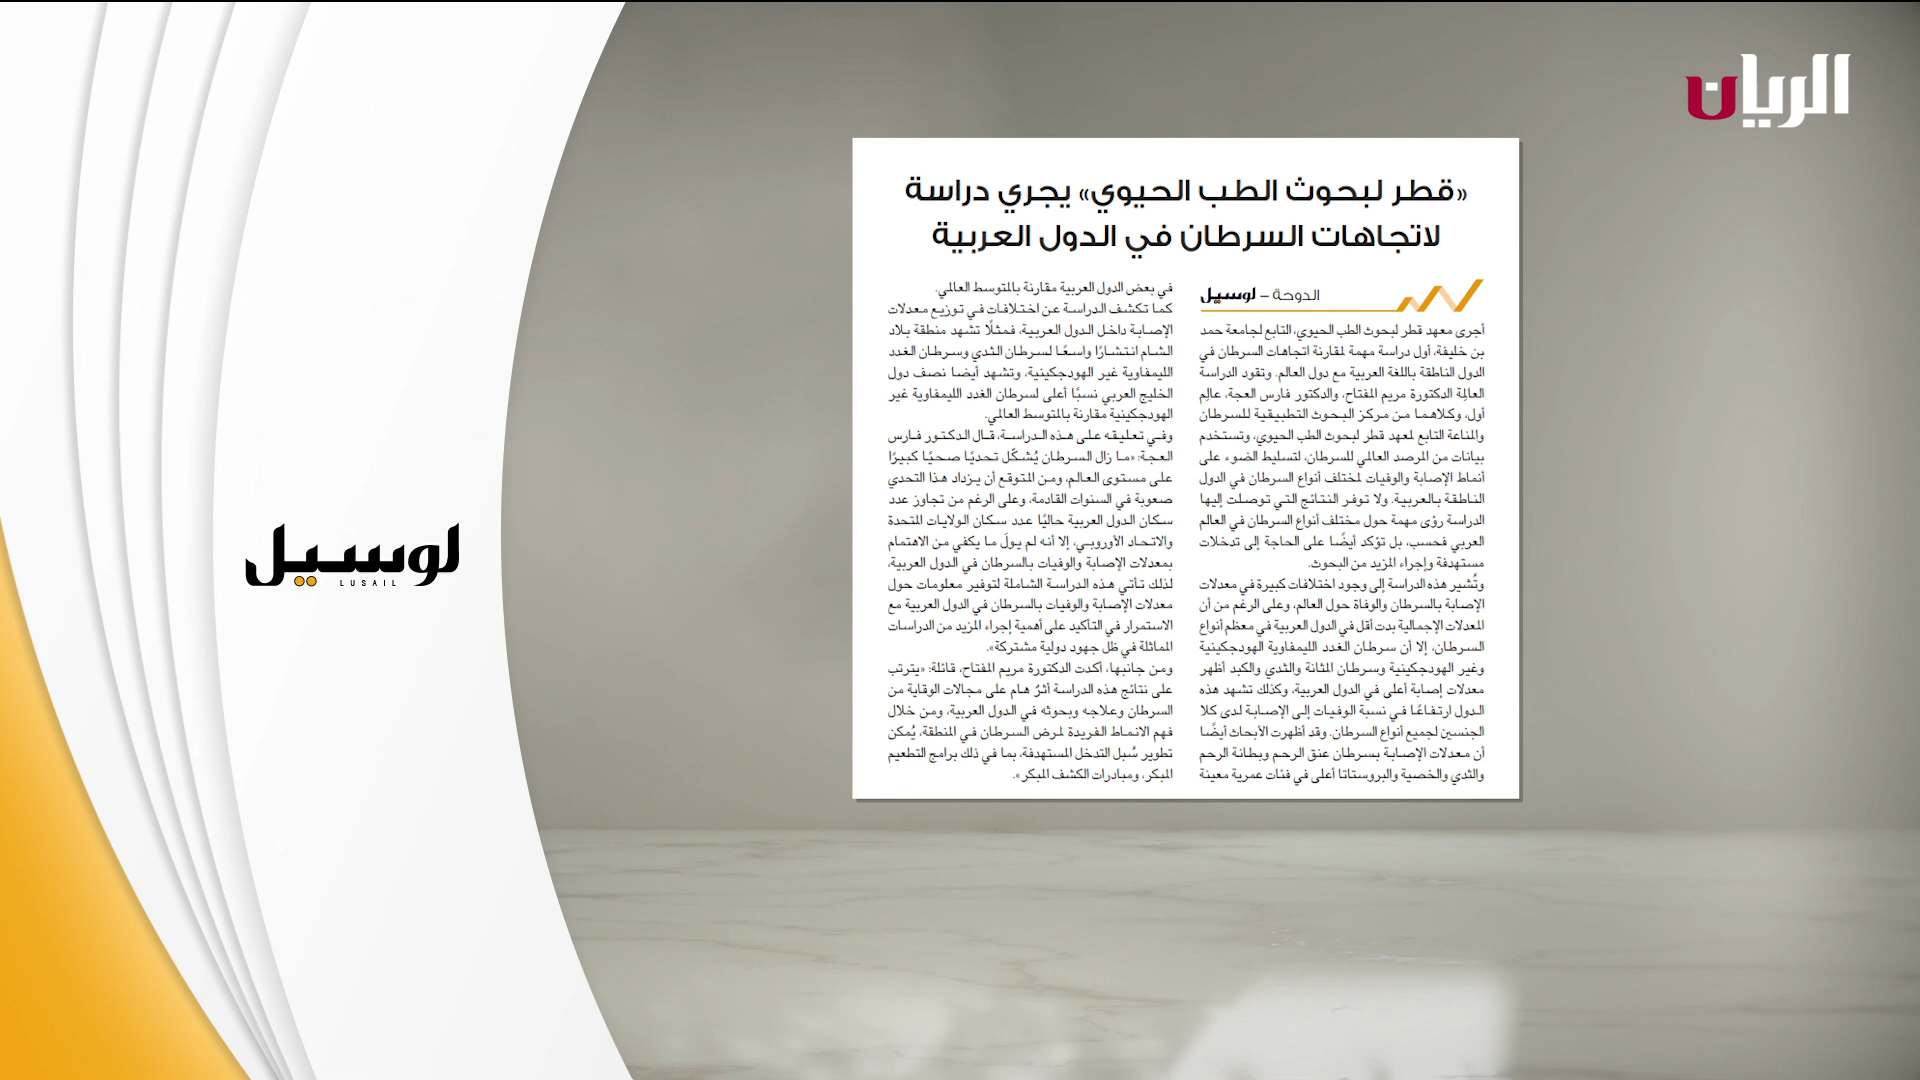 الريان
«قطر لبحوث الطب الحيوي» يجري دراسة
لاتجاهات السرطان في الدول العربية
الدوحة – لوسيل
أجرى معهد قطر لبحوث الطب الحيوي، التابع لجامعة حمد
بن خليفة، أول دراسة مهمة لمقارنة اتجاهات السرطان في
الدول الناطقة باللغة العربية مع دول العالم. وتقود الدراسة
العالِمة الدكتورة مريم المفتاح، والدكتور فارس العجة، عالِم
أول، وكلاهما من مركز البحوث التطبيقية للسرطان
والمناعة التابع لمعهد قطر لبحوث الطب الحيوي، وتستخدم
بيانات من المرصد العالمي للسرطان، لتسليط الضوء على
أنماط الإصابة والوفيات لمختلف أنواع السرطان في الدول
الناطقة بالعربية. ولا توفر النتائج التي توصلت إليها
الدراسة رؤى مهمة حول مختلف أنواع السرطان في العالم
العربي فحسب، بل تؤكد أيضًا على الحاجة إلى تدخلات
مستهدفة وإجراء المزيد من البحوث.
وتُشير هذه الدراسة إلى وجود اختلافات كبيرة في معدلات
الإصابة بالسرطان والوفاة حول العالم، وعلى الرغم من أن
المعدلات الإجمالية بدت أقل في الدول العربية في معظم أنواع
السرطان، إلا أن سرطان الغدد الليمفاوية الهودجكينية
وغير الهودجكينية وسرطان المثانة والثدي والكبد أظهر
معدلات إصابة أعلى في الدول العربية، وكذلك تشهد هذه
الدول ارتفاعًا في نسبة الوفيات إلى الإصابة لدى كلا
الجنسين لجميع أنواع السرطان. وقد أظهرت الأبحاث أيضًا
أن معدلات الإصابة بسرطان عنق الرحم وبطانة الرحم
والثدي والخصية والبروستاتا أعلى في فئات عمرية معينة
في بعض الدول العربية مقارنة بالمتوسط العالمي.
كما تكشف الدراسة عن اختلافات في توزيع معدلات
الإصابة داخل الدول العربية، فمثلًا تشهد منطقة بلاد
الشام انتشارًا واسعًا لسرطان الثدي وسرطان الغدد
الليمفاوية غير الهودجكينية، وتشهد أيضا نصف دول
الخليج العربي نسبًا أعلى لسرطان الغدد الليمفاوية غير
الهودجكينية مقارنة بالمتوسط العالمي.
وفي تعليقه على هذه الدراسة، قال الدكتور فارس
العجة: «ما زال السرطان يُشكّل تحديًا صحيًا كبيرًا
على مستوى العالم، ومن المتوقع أن يزداد هذا التحدي
صعوبة في السنوات القادمة، وعلى الرغم من تجاوز عدد
سكان الدول العربية حاليًا عدد سكان الولايات المتحدة
والاتحاد الأوروبي، إلا أنه لم يولَ ما يكفي من الاهتمام
بمعدلات الإصابة والوفيات بالسرطان في الدول العربية،
لذلك تأتي هذه الدراسة الشاملة لتوفير معلومات حول
معدلات الإصابة والوفيات بالسرطان في الدول العربية مع
الاستمرار في التأكيد على أهمية إجراء المزيد من الدراسات
المماثلة في ظل جهود دولية مشتركة».
ومن جانبها، أكدت الدكتورة مريم المفتاح، قائلة: «يترتب
على نتائج هذه الدراسة أثرٌ هام على مجالات الوقاية من
السرطان وعلاجه وبحوثه في الدول العربية، ومن خلال
فهم الانماط الفريدة لمرض السرطان في المنطقة، يُمكن
تطوير سُبل التدخل المستهدفة، بما في ذلك برامج التطعيم
المبكر، ومبادرات الكشف المبكر».
لوسيل
LUSAIL